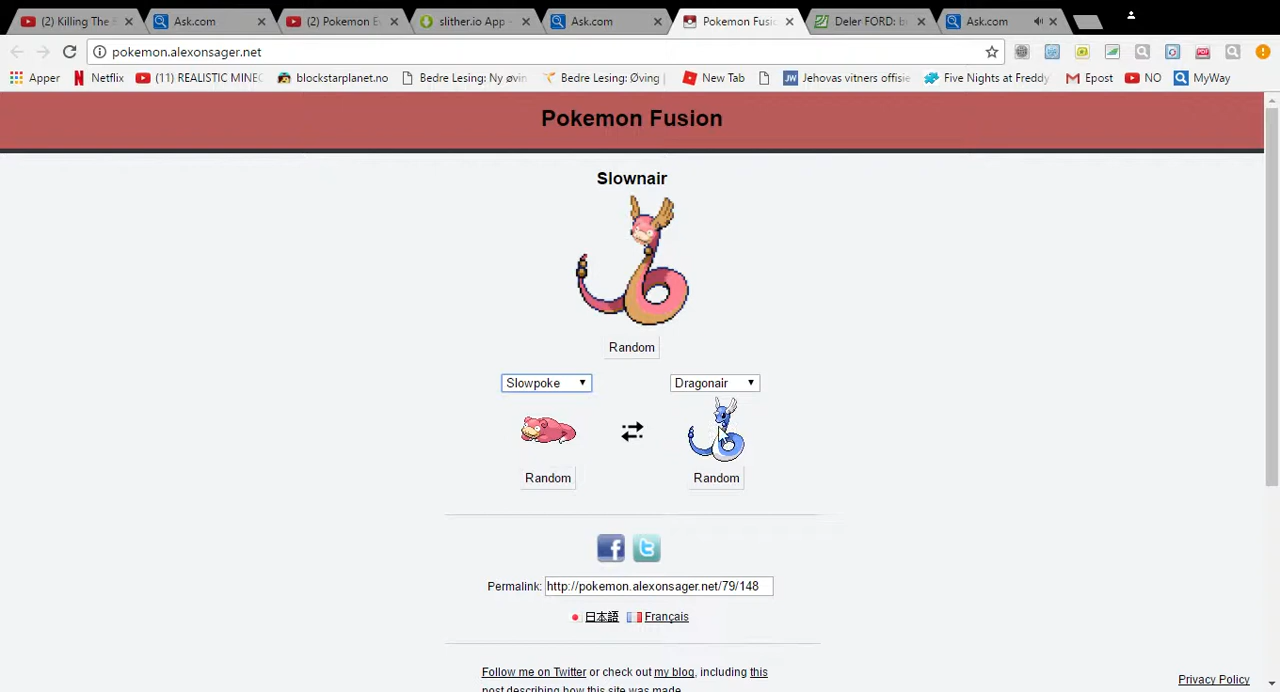 (2) Killing The
Ask.com
(2) Pokemon E
slither.io App -
Ask.com
Pokemon Fusi
Deler FORD: b
Ask.com
pokemon.alexonsager.net
Apper
Netflix
(11) REALISTIC MINEC
blockstarplanet.no
Bedre Lesing: Ny øvin
Bedre Lesing: Øving |
New Tab
Jehovas vitners offisie
Five Nights at Freddy
Epost
NO
MyWay
Pokemon Fusion
Slownair
Random
Slowpoke
Dragonair
Random
Random
Permalink: http://pokemon.alexonsager.net/79/148
日本語 Français
Follow me on Twitter or check out my blog, including this
post describing how this site was made.
Privacy Policy